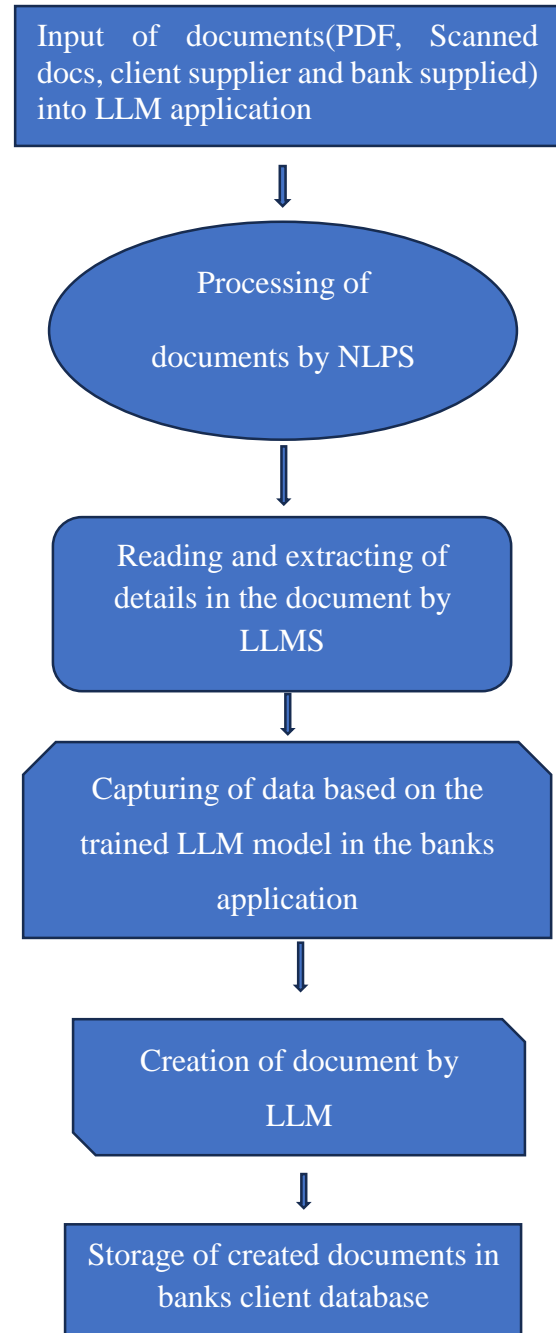 Input of documents(PDF, Scanned
docs, client supplier and bank supplied)
into LLM application
Processing of
documents by NLPS
Reading and extracting of
details in the document by
LLMS
Capturing of data based on the
trained LLM model in the banks
application
Creation of document by
LLM
Storage of created documents in
banks client database